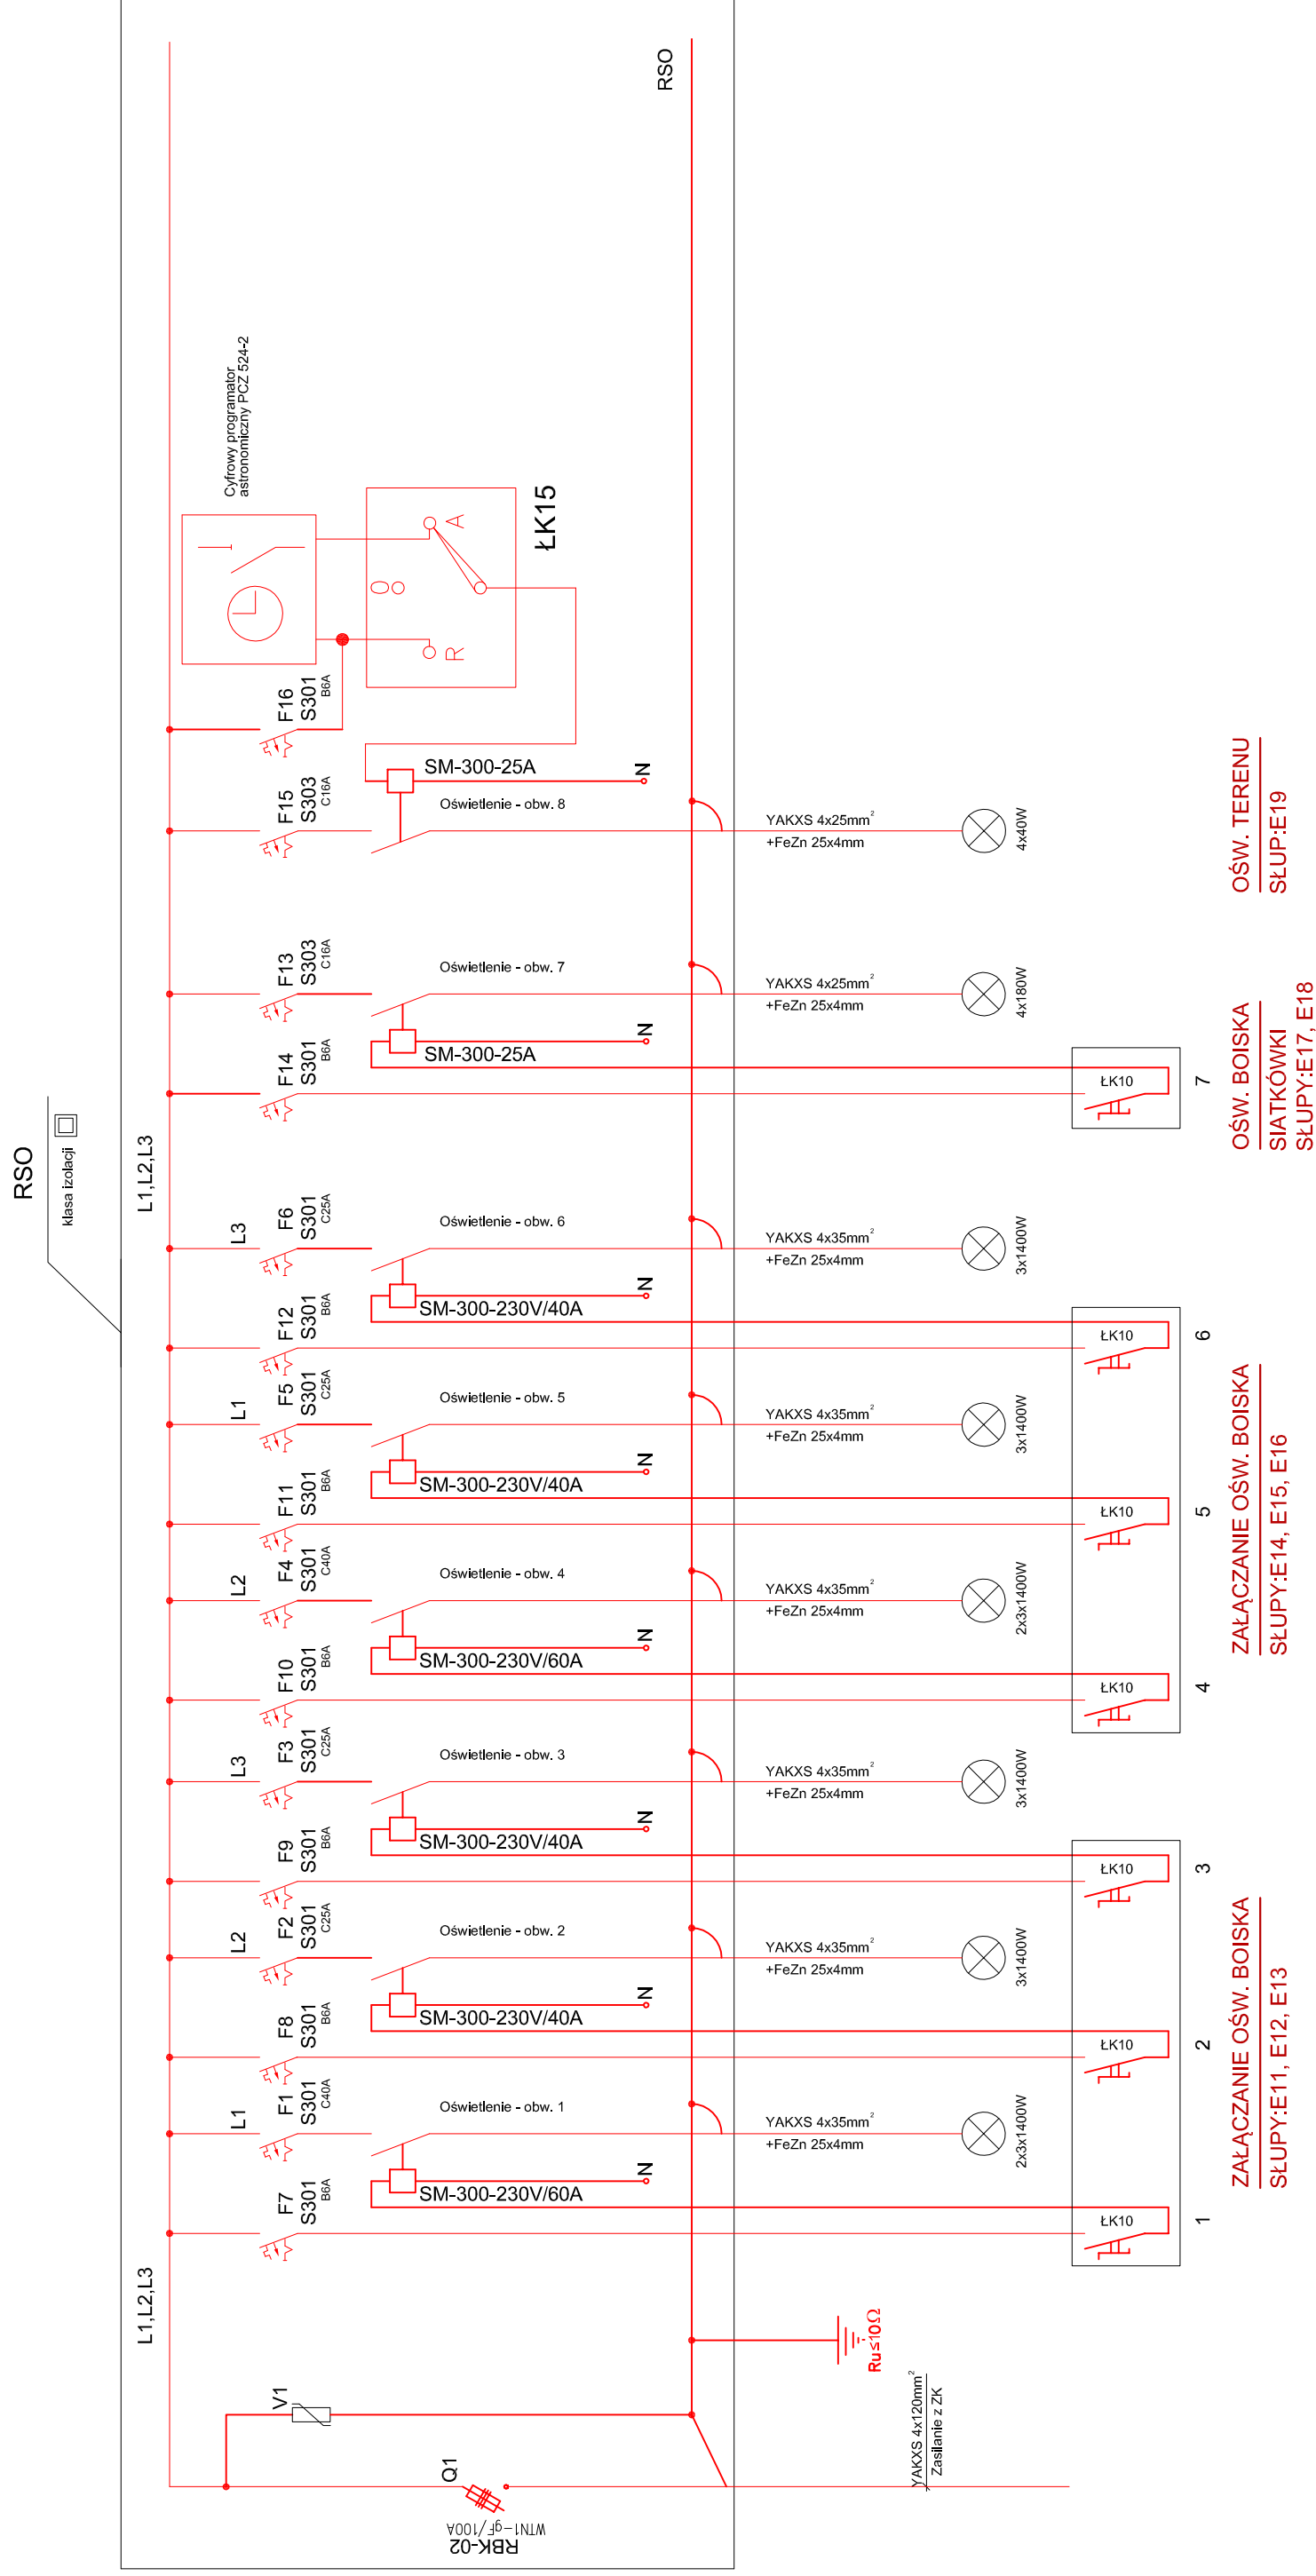 RSO
klasa izolacji
L1,L2,L3
L1,L2,L3
RBK-02
WTN1-gF/100A
Q1
V1
YAKXS 4x120mm²
Zasilanie z ZK
Ru≤10Ω
F7
S301
B6A
L1
F1
S301
C40A
SM-300-230V/60A
N
Oświetlenie - obw. 1
YAKXS 4x35mm²
+FeZn 25x4mm
2x3x1400W
ŁK10
1
F8
S301
B6A
L2
F2
S301
C25A
SM-300-230V/40A
N
Oświetlenie - obw. 2
YAKXS 4x35mm²
+FeZn 25x4mm
3x1400W
ŁK10
2
F9
S301
B6A
L3
F3
S301
C25A
SM-300-230V/40A
N
Oświetlenie - obw. 3
YAKXS 4x35mm²
+FeZn 25x4mm
3x1400W
ŁK10
3
ZAŁĄCZANIE OŚW. BOISKA
SŁUPY:E11, E12, E13
F10
S301
B6A
L2
F4
S301
C40A
SM-300-230V/60A
N
Oświetlenie - obw. 4
YAKXS 4x35mm²
+FeZn 25x4mm
2x3x1400W
ŁK10
4
F11
S301
B6A
L1
F5
S301
C25A
SM-300-230V/40A
N
Oświetlenie - obw. 5
YAKXS 4x35mm²
+FeZn 25x4mm
3x1400W
ŁK10
5
F12
S301
B6A
L3
F6
S301
C25A
SM-300-230V/40A
N
Oświetlenie - obw. 6
YAKXS 4x35mm²
+FeZn 25x4mm
3x1400W
ŁK10
6
ZAŁĄCZANIE OŚW. BOISKA
SŁUPY:E14, E15, E16
F14
S301
B6A
F13
S303
C16A
SM-300-25A
N
Oświetlenie - obw. 7
YAKXS 4x25mm²
+FeZn 25x4mm
4x180W
ŁK10
7
OŚW. BOISKA
SIATKÓWKI
SŁUPY:E17, E18
F15
S303
C16A
F16
S301
B6A
SM-300-25A
N
Oświetlenie - obw. 8
YAKXS 4x25mm²
+FeZn 25x4mm
4x40W
OŚW. TERENU
SŁUP:E19
Cyfrowy programator
astronomiczny PCZ 524-2
R
0
A
ŁK15
RSO